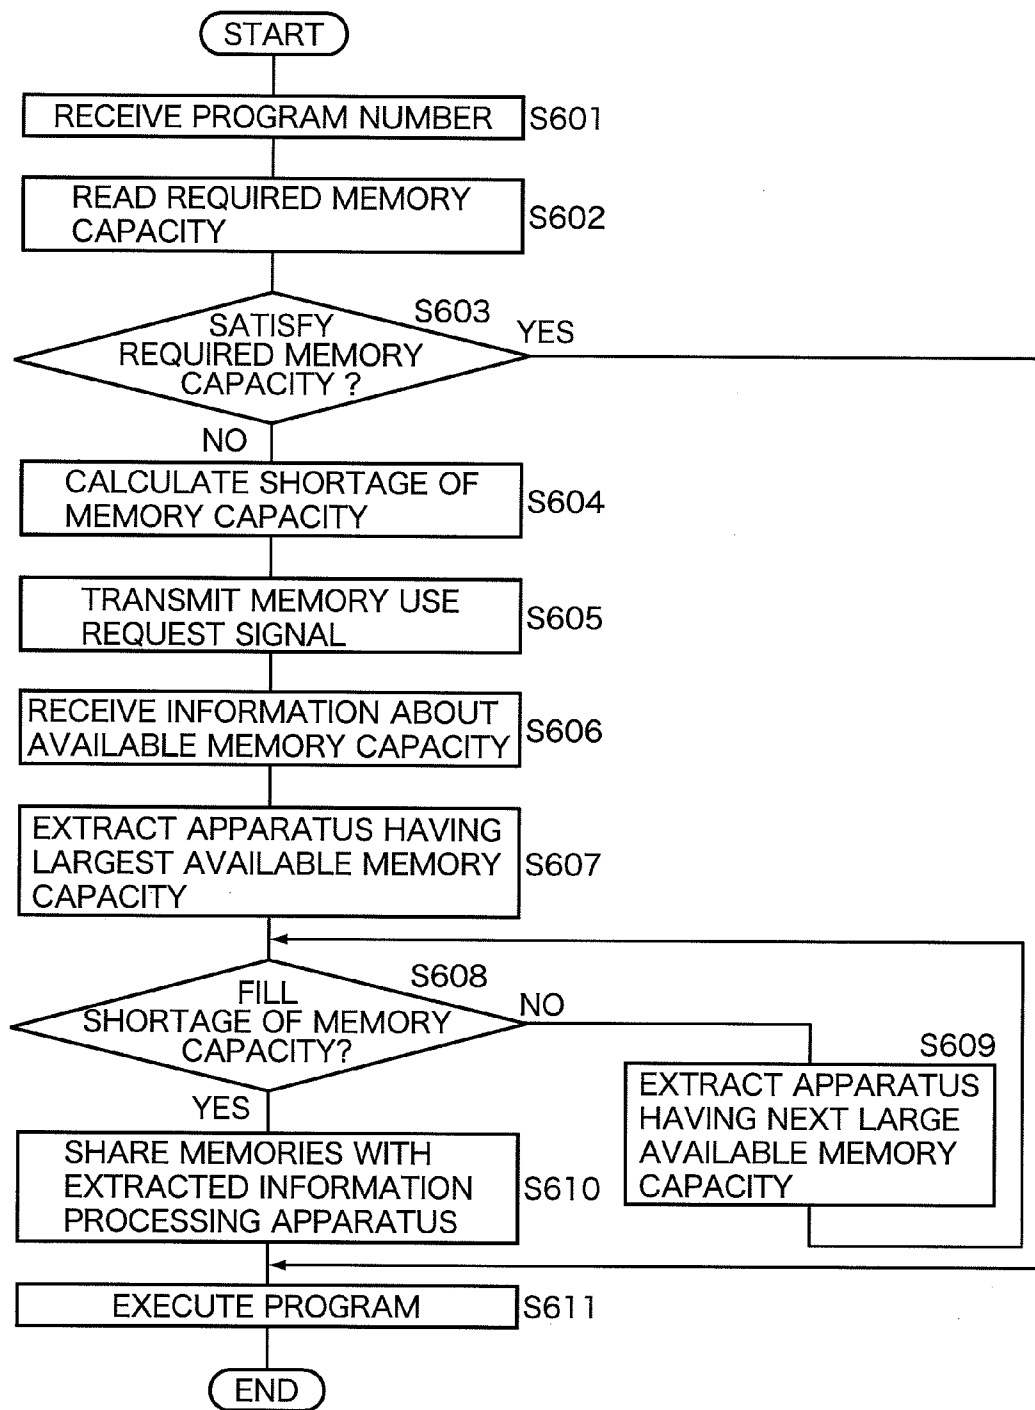 START
RECEIVE PROGRAM NUMBER
S601
READ REQUIRED MEMORY
CAPACITY
S602
S603
SATISFY
REQUIRED MEMORY
CAPACITY ?
YES
NO
CALCULATE SHORTAGE OF
MEMORY CAPACITY
S604
TRANSMIT MEMORY USE
REQUEST SIGNAL
S605
RECEIVE INFORMATION ABOUT
AVAILABLE MEMORY CAPACITY
S606
EXTRACT APPARATUS HAVING
LARGEST AVAILABLE MEMORY
CAPACITY
S607
S608
FILL
SHORTAGE OF MEMORY
CAPACITY?
NO
YES
S609
EXTRACT APPARATUS
HAVING NEXT LARGE
AVAILABLE MEMORY
CAPACITY
SHARE MEMORIES WITH
EXTRACTED INFORMATION
PROCESSING APPARATUS
S610
EXECUTE PROGRAM
S611
END